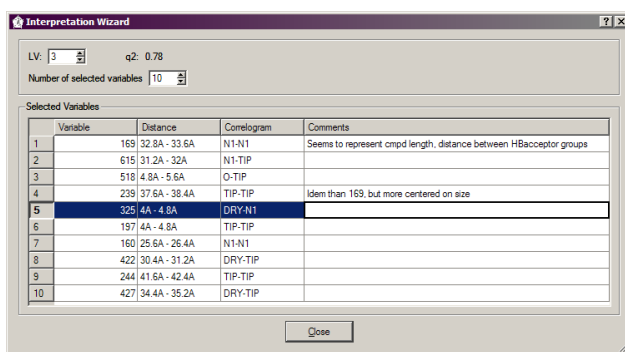 Interpretation Wizard
LV: 3 q2: 0.78
Number of selected variables 10
Selected Variables
Variable Distance Correlogram Comments
1 169 32.8A - 33.6A N1-N1 Seems to represent cmpd length, distance between HBacceptor groups
2 615 31.2A - 32A N1-TIP
3 518 4.8A - 5.6A O-TIP
4 239 37.6A - 38.4A TIP-TIP Idem than 169, but more centered on size
5 325 4A - 4.8A DRY-N1
6 197 4A - 4.8A TIP-TIP
7 160 25.6A - 26.4A N1-N1
8 422 30.4A - 31.2A DRY-TIP
9 244 41.6A - 42.4A TIP-TIP
10 427 34.4A - 35.2A DRY-TIP
Close